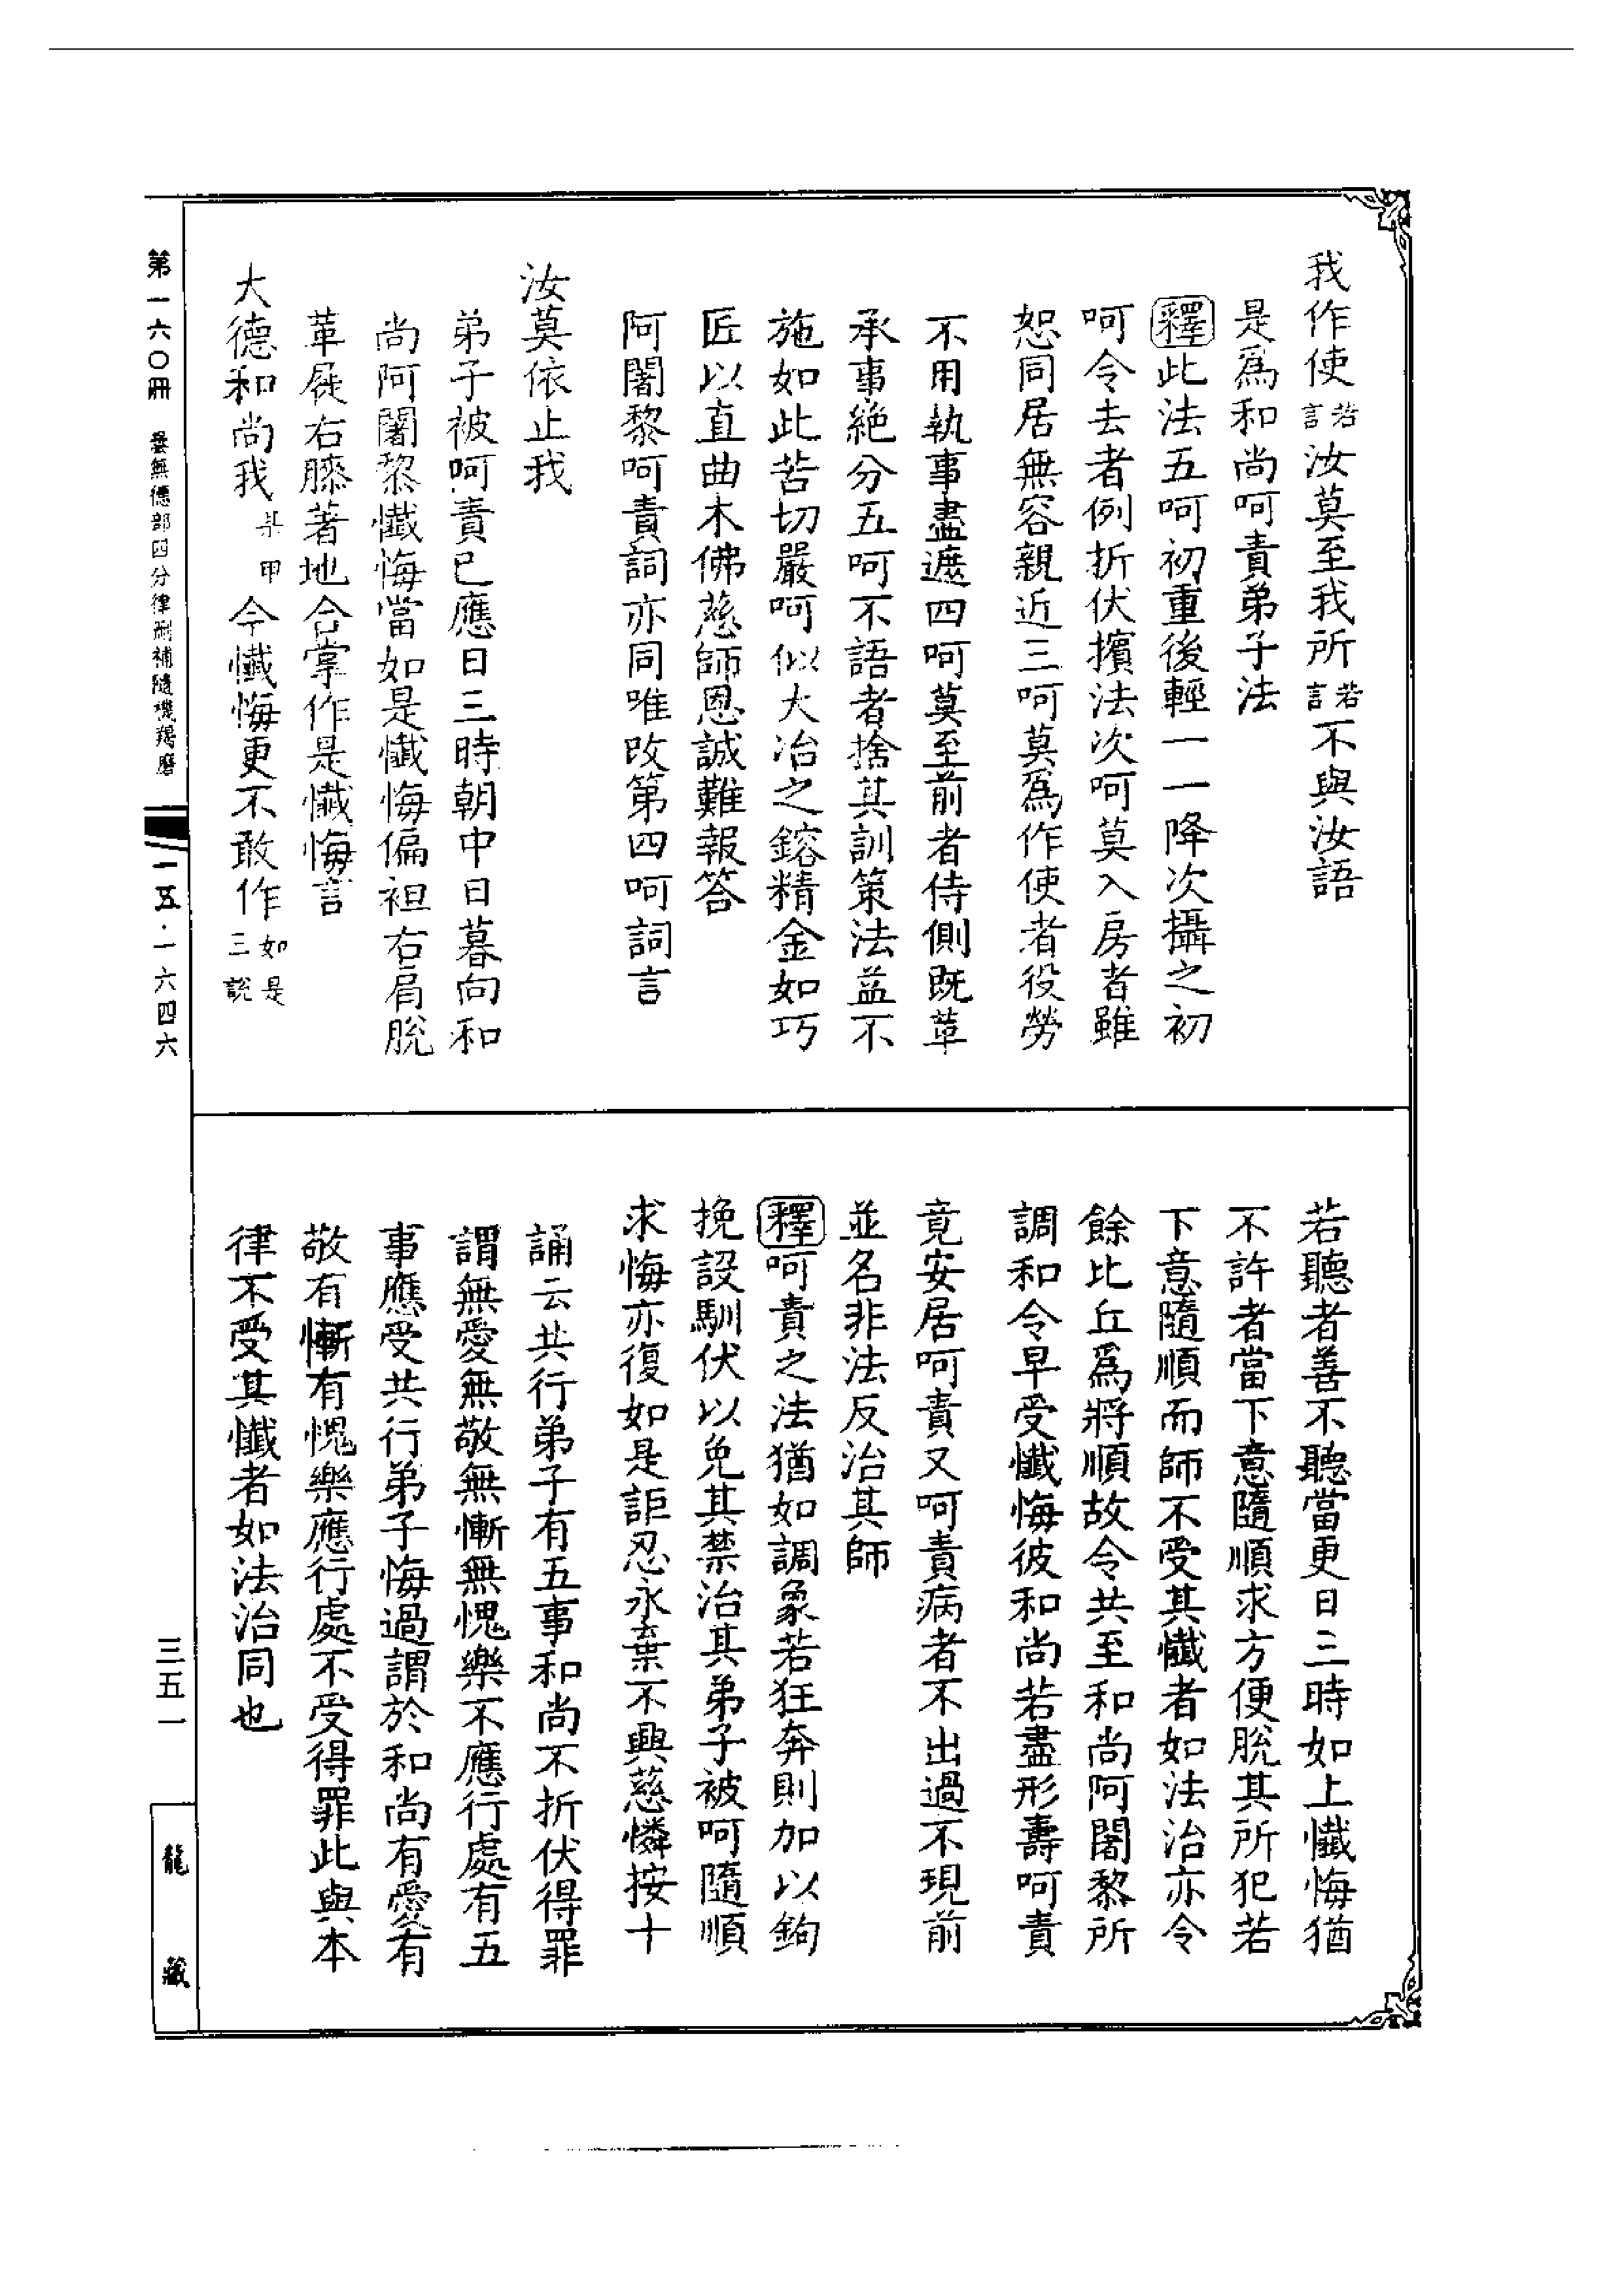 我作使若言汝莫至我所若言不與汝語
是為和尚呵責弟子法
釋此法五呵初重後輕一一降次攝之初
呵令去者例折伏擯法次呵莫入房者雖
恕同居無容親近三呵莫爲作使者役勞
不用執事盡遮四呵莫至前者侍側既革
承事絶分五呵不語者捨其訓策法益不
施如此苦切嚴呵似大冶之鎔精金如巧
匠以直曲木佛慈師恩誠難報答
阿闍黎呵責詞亦同唯改第四呵詞言
汝莫依止我
弟子被呵責已應日三時朝中日暮向和
尚阿闍黎懺悔當如是懺悔偏袒右肩脫
革屣右膝著地合掌作是懺悔言
大德和尚我某甲今懺悔更不敢作如是三說
若聽者善不聽當更日三時如上懺悔猶
不許者當下意隨順求方便脫其所犯若
下意隨順而師不受其懺者如法治亦令
餘比丘爲將順故令共至和尚阿闍黎所
調和令早受懺悔彼和尚若盡形壽呵責
竟安居呵責又呵責病者不出過不現前
並名非法反治其師
釋呵責之法猶如調象若狂奔則加以鉤
挽設馴伏以免其禁治其弟子被呵隨順
求悔亦復如是詎忍永棄不興慈憐按十
誦云共行弟子有五事和尚不折伏得罪
謂無愛無敬無慚無愧樂不應行處有五
事應受共行弟子悔過謂於和尚有愛有
敬有慚有愧樂應行處不受得罪此與本
律不受其懺者如法治同也
第一六〇冊 曇無德部四分律刪補隨機羯磨
一五·一六四六
三五一
龍藏